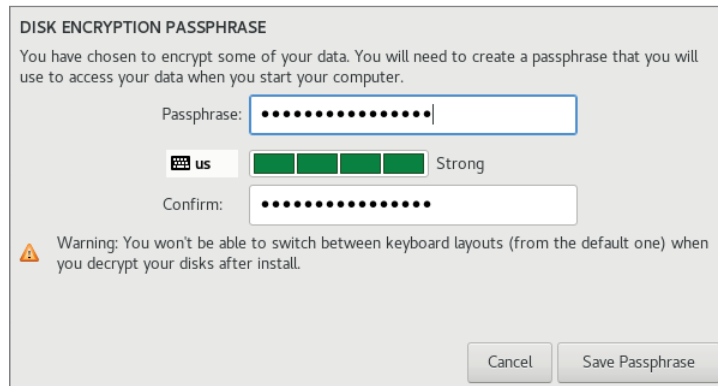 DISK ENCRYPTION PASSPHRASE
You have chosen to encrypt some of your data. You will need to create a passphrase that you will
use to access your data when you start your computer.
Passphrase: ••••••••••••••••
us Strong
Confirm: ••••••••••••••••
Warning: You won't be able to switch between keyboard layouts (from the default one) when
you decrypt your disks after install.
Cancel Save Passphrase